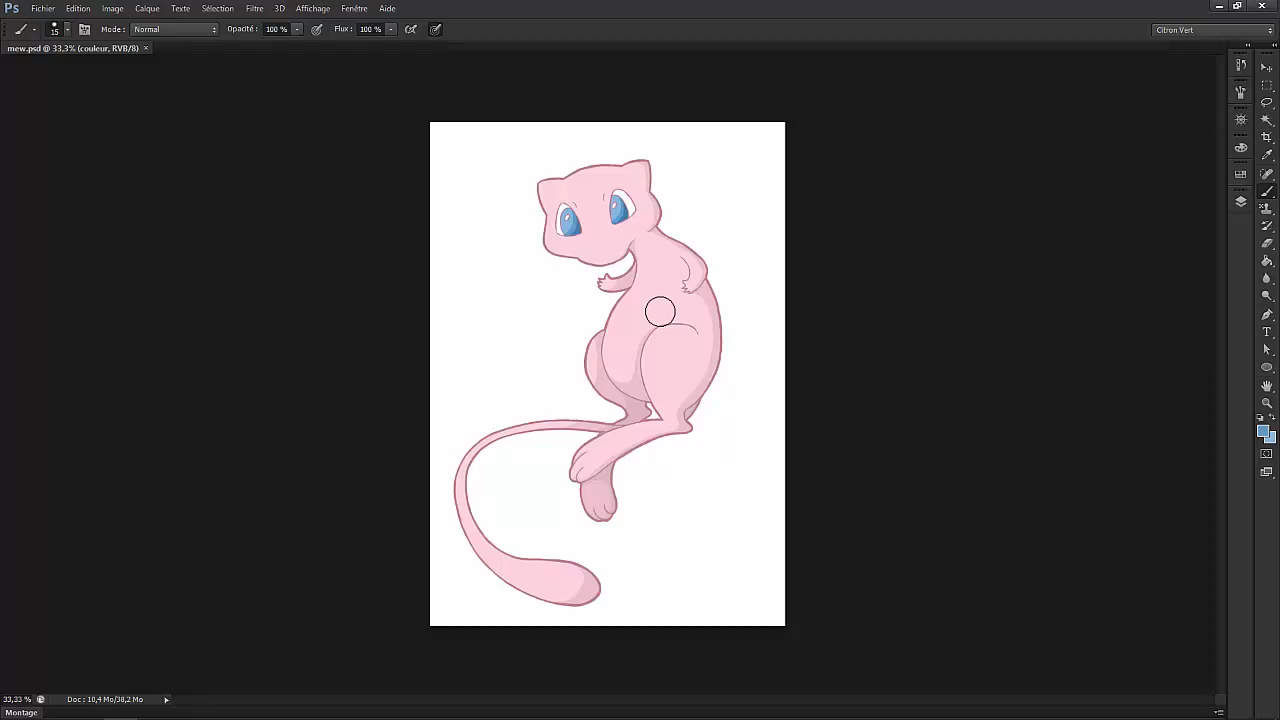 Ps Fichier Edition Image Calque Texte Sélection Filtre 3D Affichage Fenêtre Aide
15 Mode : Normal Opacité : 100 % Flux : 100 % Citron Vert
mew.psd @ 33,3% (couleur, RVB/8) ×
33,33 % Doc : 10,4 Mo/38,2 Mo
Montage